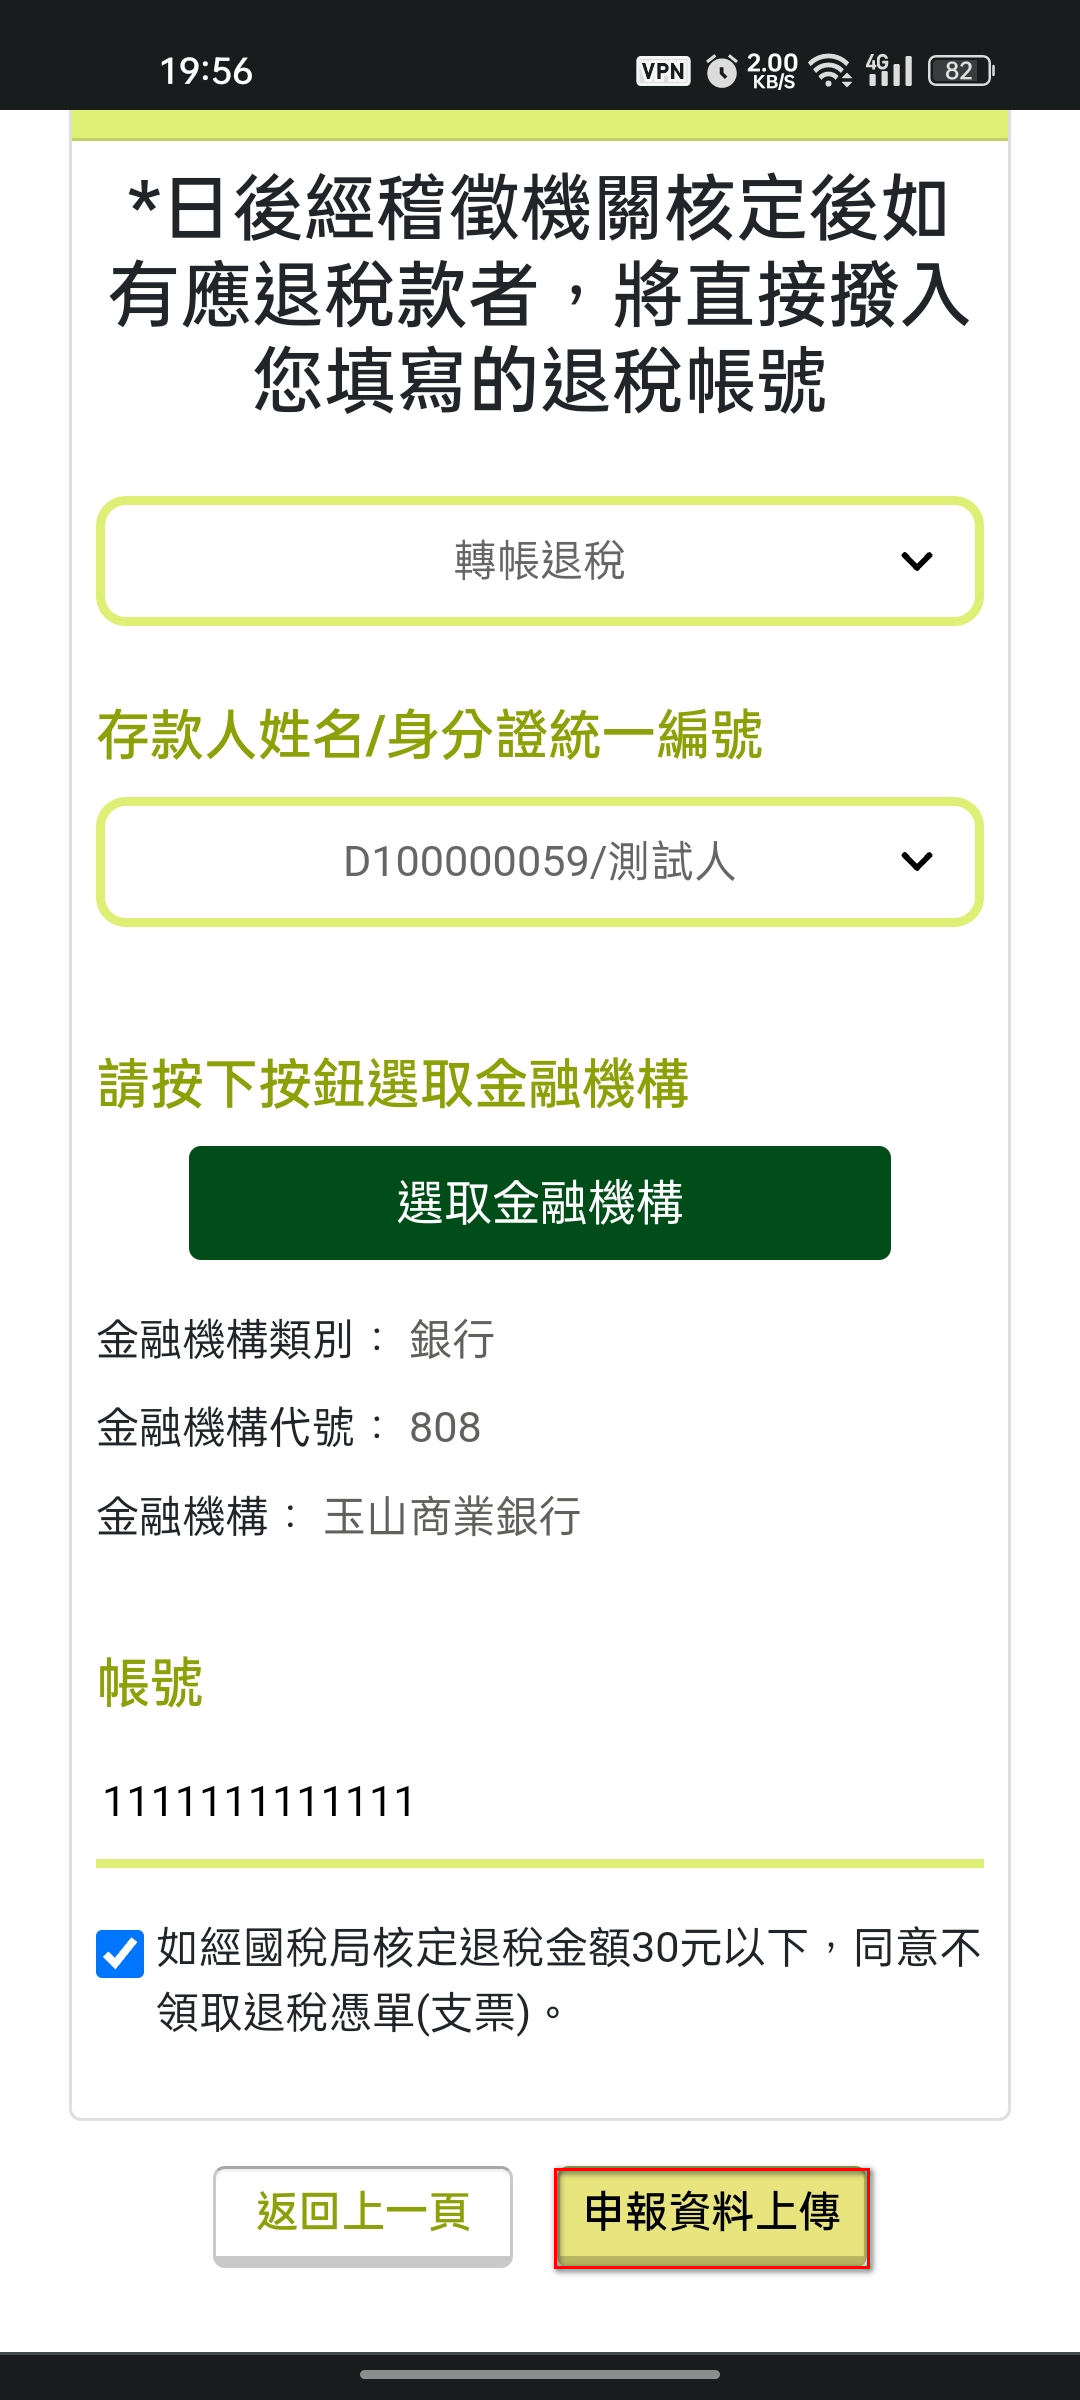 19:56
VPN 2.00 KB/S 4G 82
*日後經稽徵機關核定後如
有應退稅款者，將直接撥入
您填寫的退稅帳號
轉帳退稅
存款人姓名/身分證統一編號
D100000059/測試人
請按下按鈕選取金融機構
選取金融機構
金融機構類別： 銀行
金融機構代號： 808
金融機構： 玉山商業銀行
帳號
1111111111111
如經國稅局核定退稅金額30元以下，同意不
領取退稅憑單(支票)。
返回上一頁 申報資料上傳